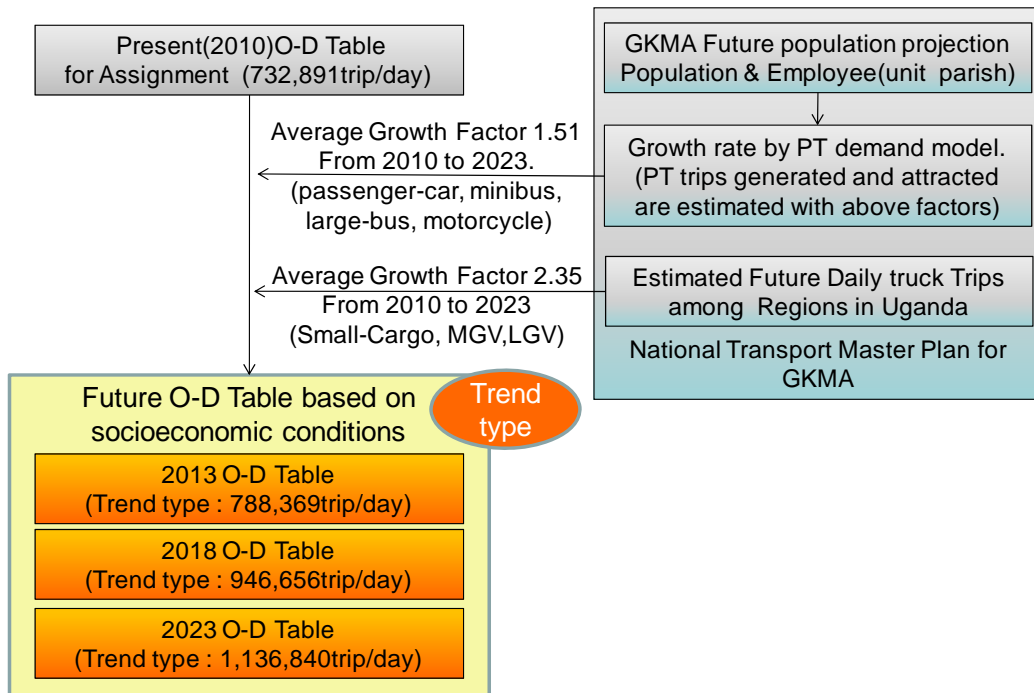 Present(2010)O-D Table
for Assignment (732,891trip/day)
GKMA Future population projection
Population & Employee(unit parish)
Average Growth Factor 1.51
From 2010 to 2023.
(passenger-car, minibus,
large-bus, motorcycle)
Growth rate by PT demand model.
(PT trips generated and attracted
are estimated with above factors)
Average Growth Factor 2.35
From 2010 to 2023
(Small-Cargo, MGV,LGV)
Estimated Future Daily truck Trips
among Regions in Uganda
National Transport Master Plan for
GKMA
Future O-D Table based on
socioeconomic conditions
Trend
type
2013 O-D Table
(Trend type : 788,369trip/day)
2018 O-D Table
(Trend type : 946,656trip/day)
2023 O-D Table
(Trend type : 1,136,840trip/day)